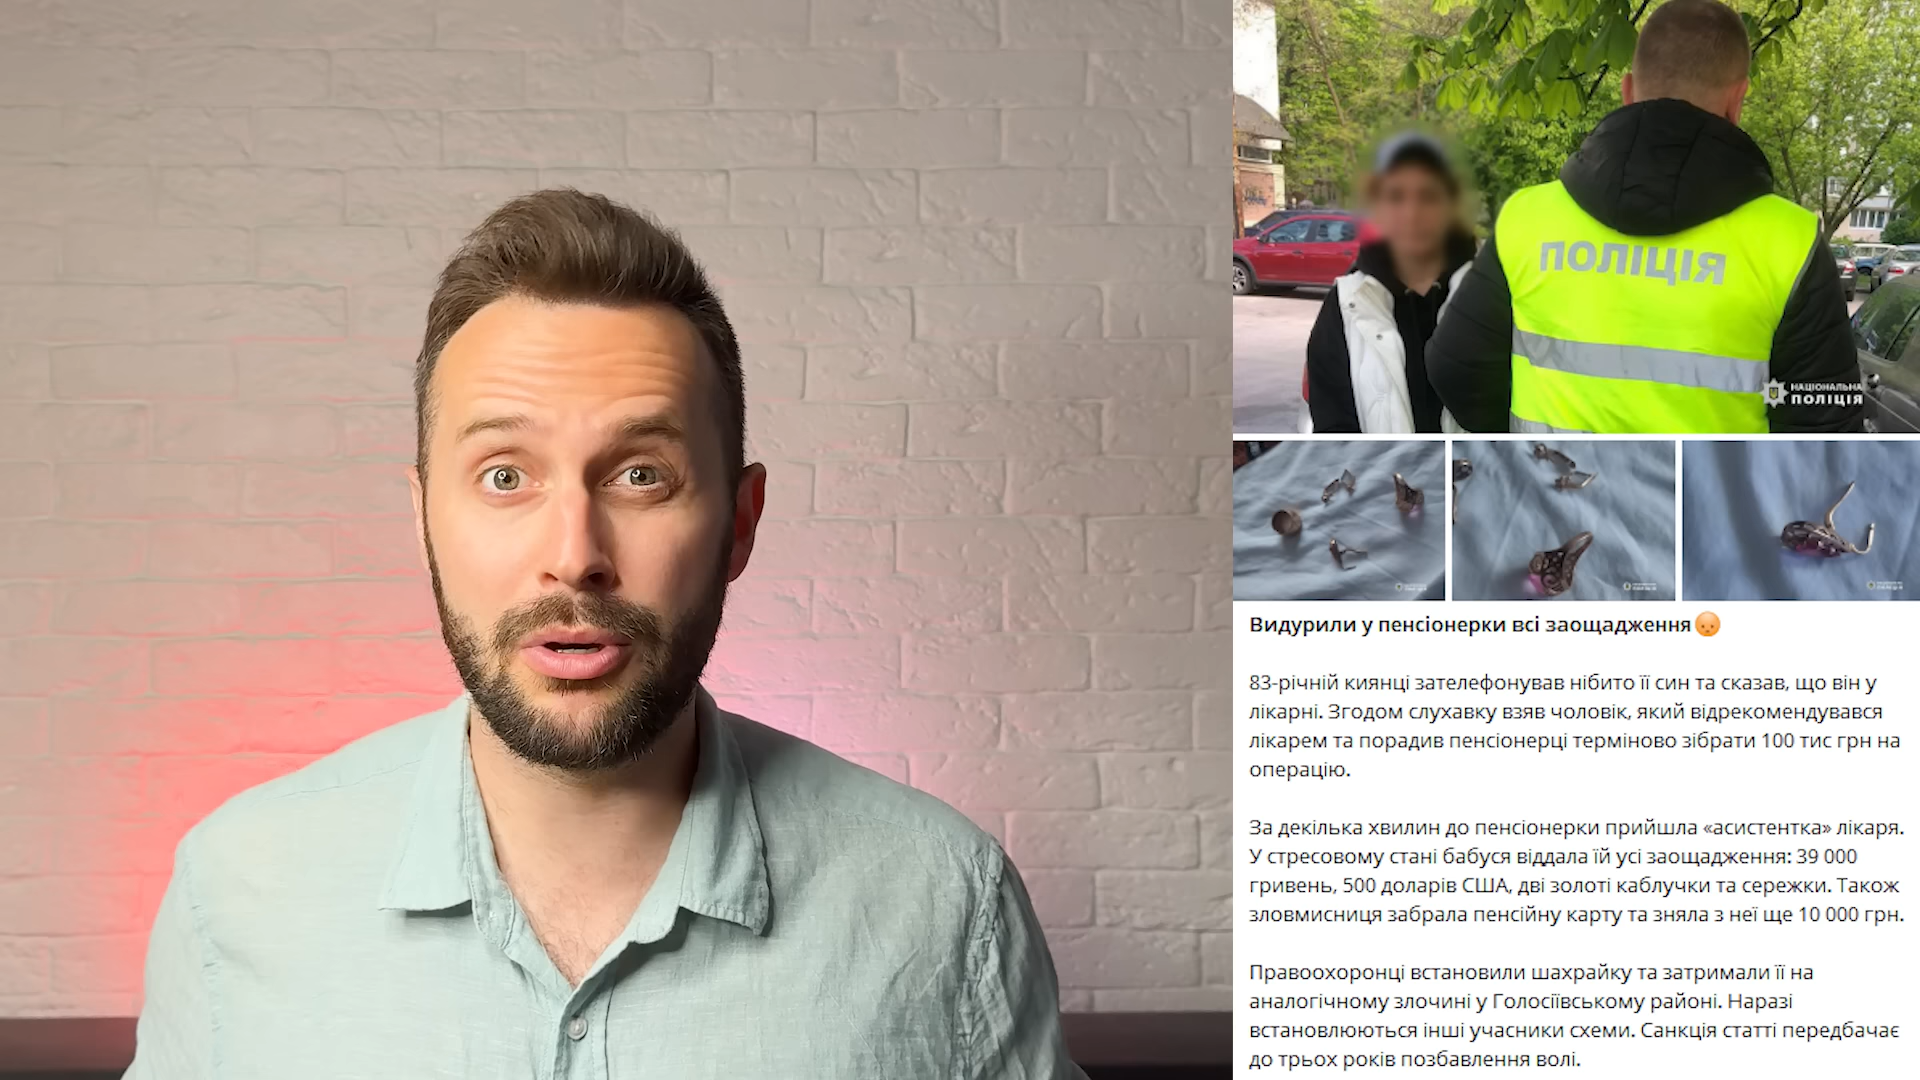 ПОЛІЦІЯ
НАЦІОНАЛЬНА
ПОЛІЦІЯ
Видурили у пенсіонерки всі заощадження😡
83-річній киянці зателефонував нібито її син та сказав, що він у
лікарні. Згодом слухавку взяв чоловік, який відрекомендувався
лікарем та порадив пенсіонерці терміново зібрати 100 тис грн на
операцію.
За декілька хвилин до пенсіонерки прийшла «асистентка» лікаря.
У стресовому стані бабуся віддала їй усі заощадження: 39 000
гривень, 500 доларів США, дві золоті каблучки та сережки. Також
зловмисниця забрала пенсійну карту та зняла з неї ще 10 000 грн.
Правоохоронці встановили шахрайку та затримали її на
аналогічному злочині у Голосіївському районі. Наразі
встановлюються інші учасники схеми. Санкція статті передбачає
до трьох років позбавлення волі.